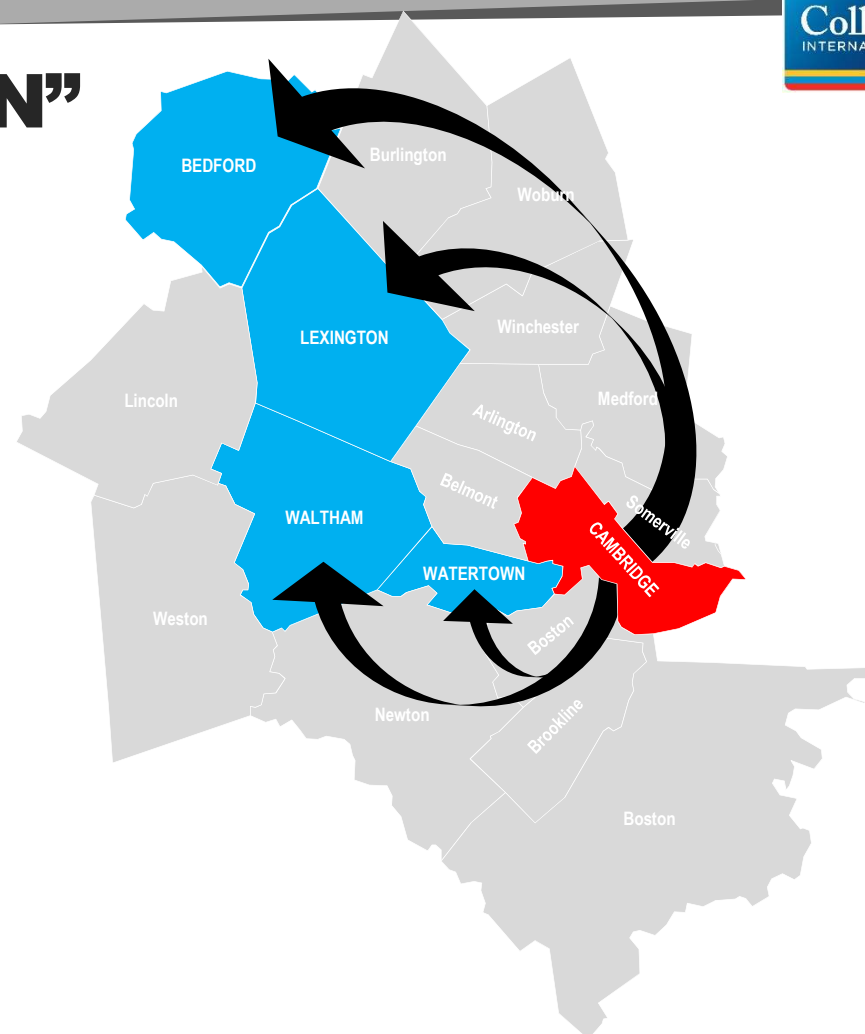 N”
Coll
INTERNA
BEDFORD
Burlington
Woburn
LEXINGTON
Winchester
Lincoln
Medford
Arlington
Belmont
Somerville
WALTHAM
CAMBRIDGE
WATERTOWN
Weston
Boston
Newton
Brookline
Boston